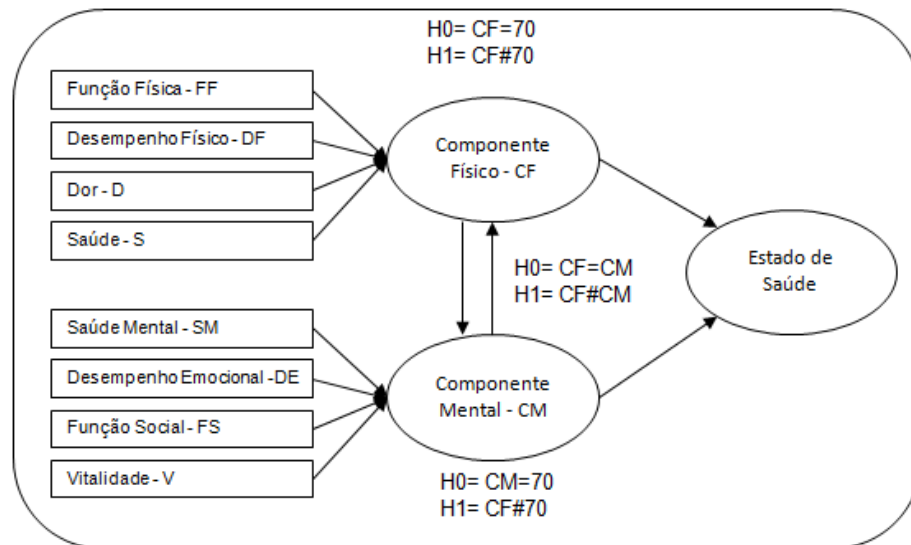 H0= CF=70
H1= CF#70
Função Física - FF
Desempenho Físico - DF
Dor - D
Saúde - S
Componente
Físico - CF
H0= CF=CM
H1= CF#CM
Estado de
Saúde
Saúde Mental - SM
Desempenho Emocional -DE
Função Social - FS
Vitalidade - V
Componente
Mental - CM
H0= CM=70
H1= CF#70